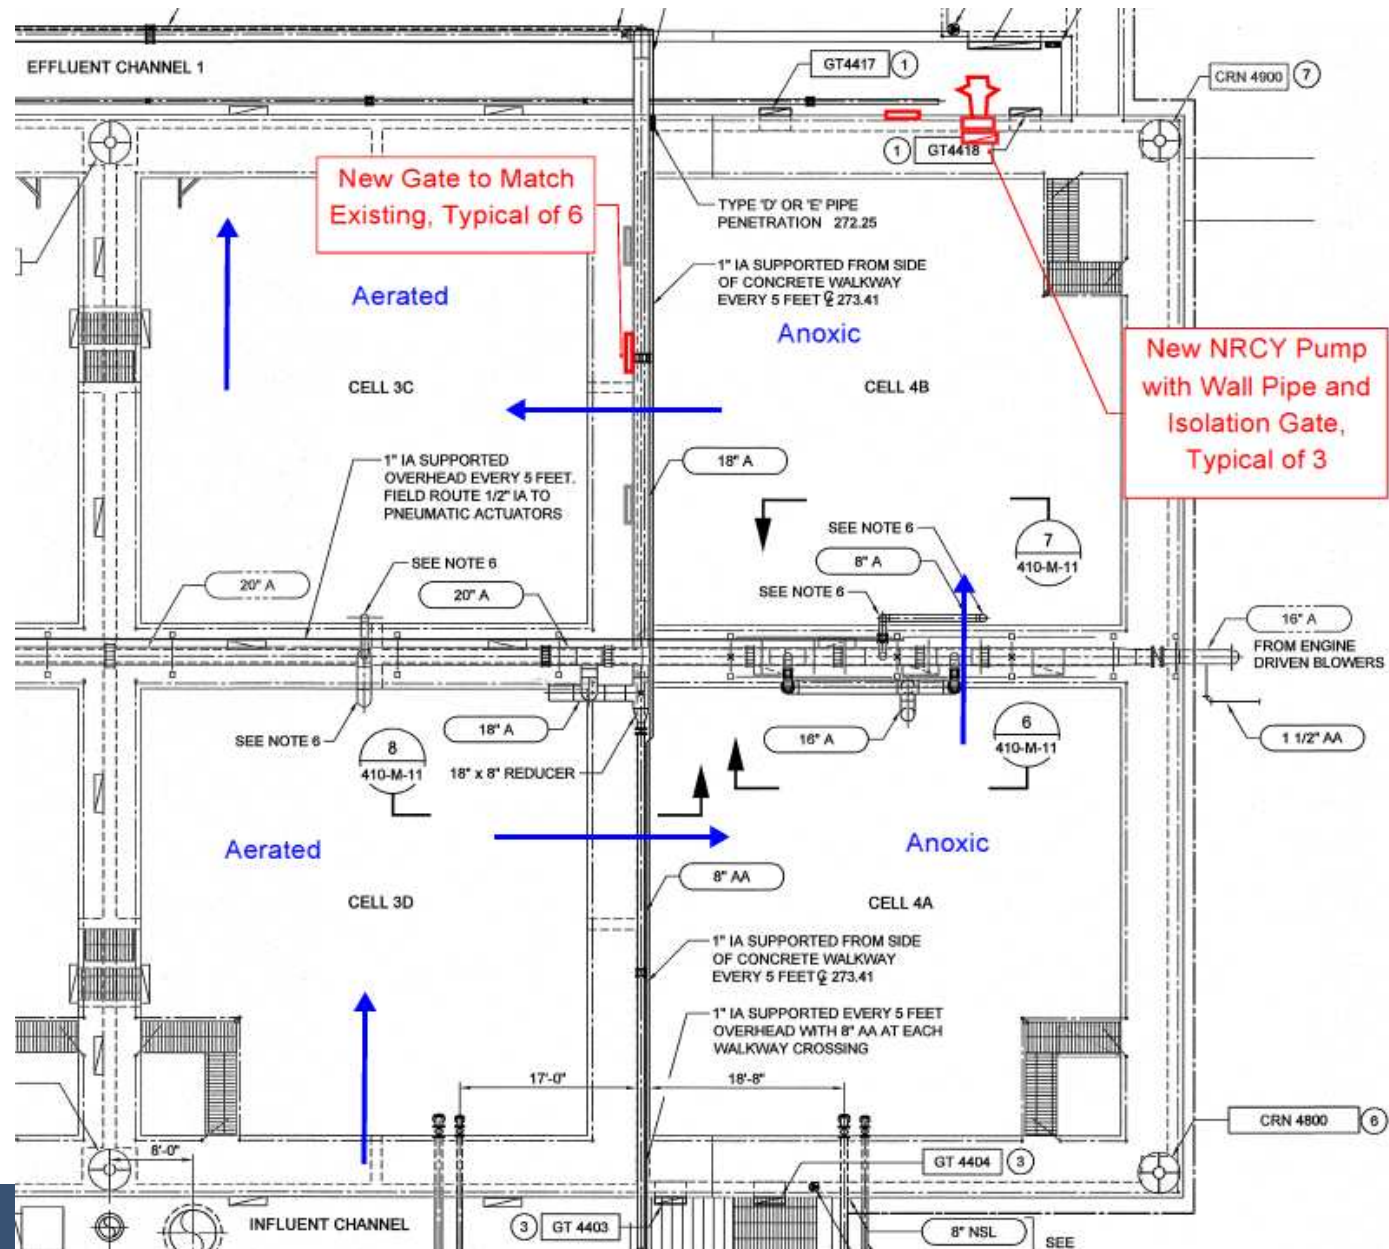 EFFLUENT CHANNEL 1
GT4417
1
CRN 4900
7
1
GT4418
New Gate to Match
Existing, Typical of 6
TYPE 'D' OR 'E' PIPE
PENETRATION 272.25
1" IA SUPPORTED FROM SIDE
OF CONCRETE WALKWAY
EVERY 5 FEET ℄ 273.41
Aerated
Anoxic
New NRCY Pump
with Wall Pipe and
Isolation Gate,
Typical of 3
CELL 3C
CELL 4B
1" IA SUPPORTED
OVERHEAD EVERY 5 FEET.
FIELD ROUTE 1/2" IA TO
PNEUMATIC ACTUATORS
18" A
SEE NOTE 6
7
410-M-11
SEE NOTE 6
8" A
20" A
20" A
SEE NOTE 6
16" A
FROM ENGINE
DRIVEN BLOWERS
SEE NOTE 6
18" A
16" A
6
410-M-11
1 1/2" AA
8
410-M-11
18" x 8" REDUCER
Aerated
Anoxic
8" AA
CELL 3D
CELL 4A
1" IA SUPPORTED FROM SIDE
OF CONCRETE WALKWAY
EVERY 5 FEET ℄ 273.41
1" IA SUPPORTED EVERY 5 FEET
OVERHEAD WITH 8" AA AT EACH
WALKWAY CROSSING
17'-0"
18'-8"
CRN 4800
6
8'-0"
GT 4404
3
INFLUENT CHANNEL
3
GT 4403
8" NSL
SEE